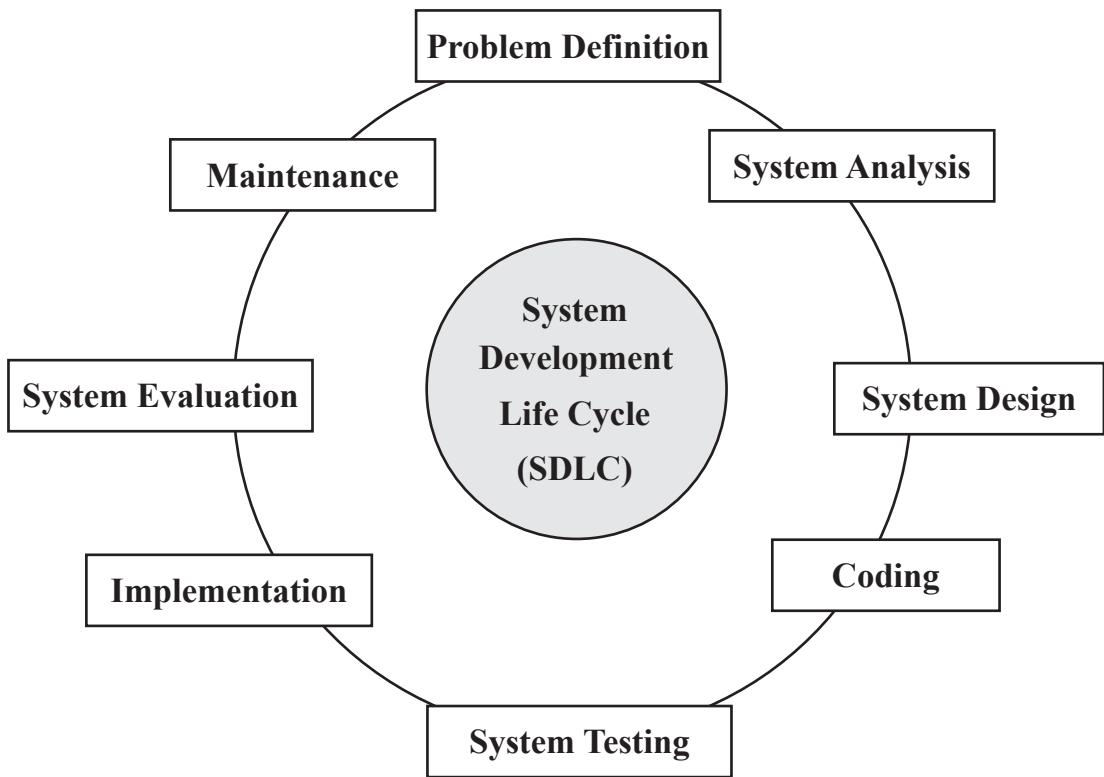 Problem Definition
System Analysis
System Design
Coding
System Testing
Implementation
System Evaluation
Maintenance
System
Development
Life Cycle
(SDLC)